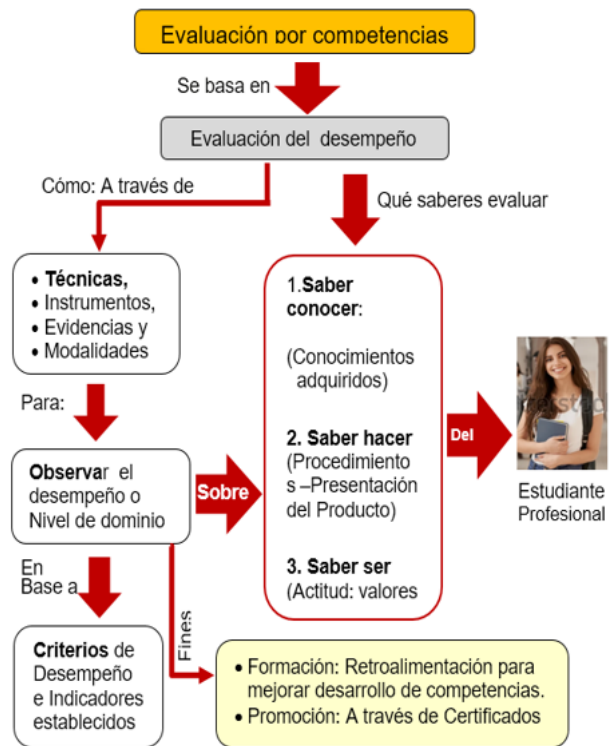 Evaluación por competencias
Se basa en
Evaluación del desempeño
Cómo: A través de
Qué saberes evaluar
• Técnicas,
• Instrumentos,
• Evidencias y
• Modalidades
1.Saber
conocer:
(Conocimientos
adquiridos)
2. Saber hacer
(Procedimiento
s –Presentación
del Producto)
3. Saber ser
(Actitud: valores
Del
Estudiante
Profesional
Para:
Observar el
desempeño o
Nivel de dominio
Sobre
En
Base a
Fines
Criterios de
Desempeño
e Indicadores
establecidos
• Formación: Retroalimentación para
mejorar desarrollo de competencias.
• Promoción: A través de Certificados